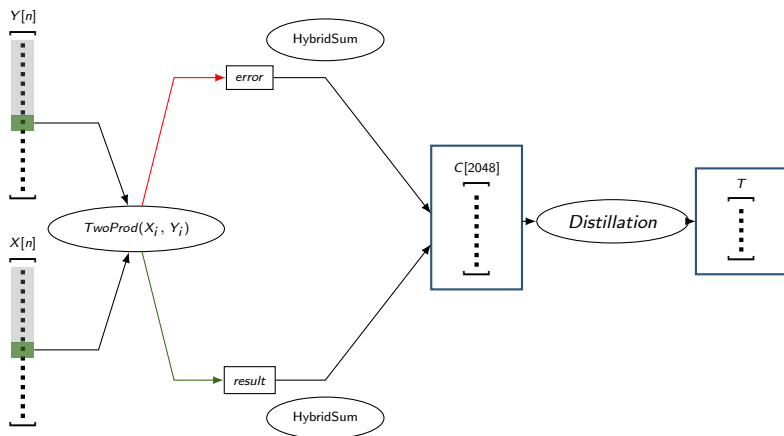 Y[n]
HybridSum
error
C[2048]
T
TwoProd(X_i, Y_i)
Distillation
X[n]
result
HybridSum